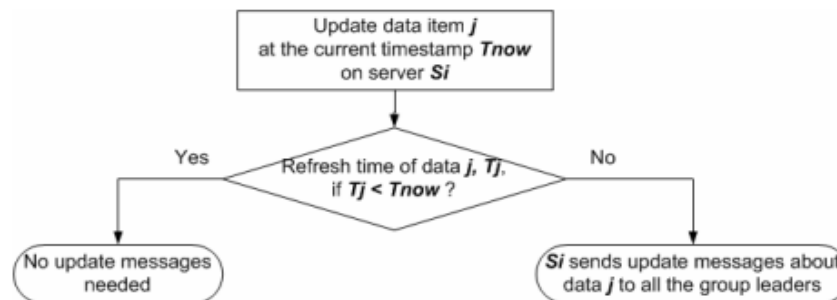 Update data item j
at the current timestamp Tnow
on server Si
Yes
No
Refresh time of data j, Tj,
if Tj < Tnow ?
No update messages
needed
Si sends update messages about
data j to all the group leaders